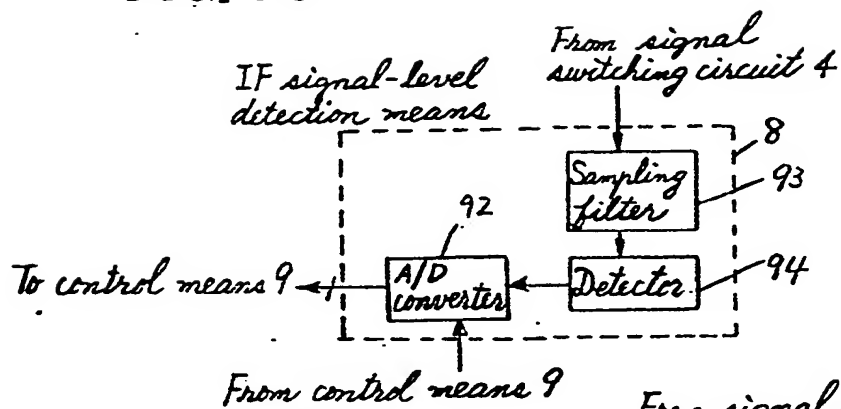 From signal
switching circuit 4
IF signal-level
detection means
8
Sampling
filter
93
92
A/D
converter
Detector
94
To control means 9
From control means 9
signal